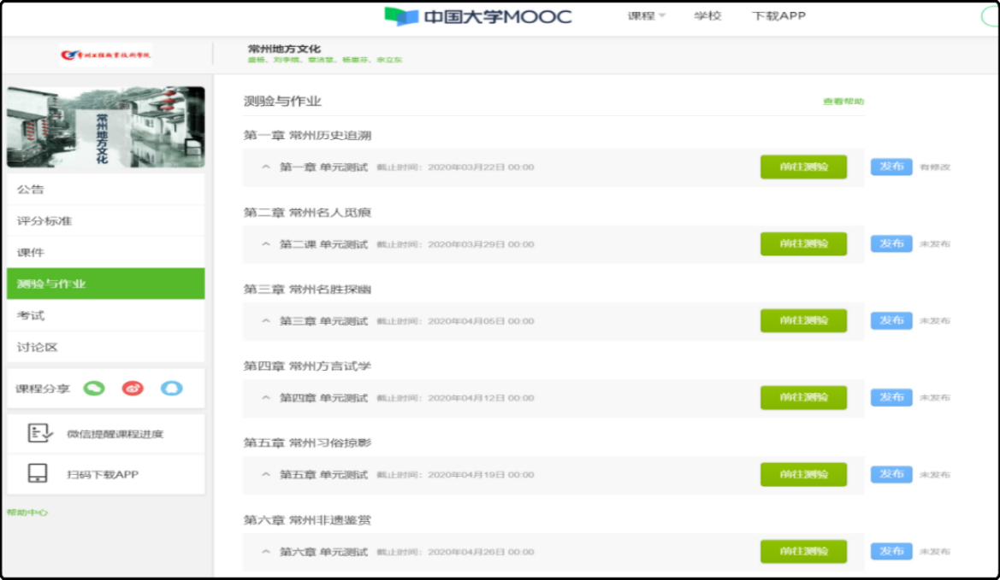 中国大学MOOC
课程
学校
下载APP
常州工程职业技术学院
常州地方文化
常州地方文化
公告
评分标准
课件
测验与作业
考试
讨论区
课程分享
微信提醒课程进度
扫码下载APP
帮助中心
测验与作业
查看帮助
第一章 常州历史追溯
第一章 单元测试 截止时间：2020年03月22日 00:00 前往测验 发布 有修改
第二章 常州名人觅痕
第二课 单元测试 截止时间：2020年03月29日 00:00 前往测验 发布 未发布
第三章 常州名胜探幽
第三章 单元测试 截止时间：2020年04月05日 00:00 前往测验 发布 未发布
第四章 常州方言试学
第四章 单元测试 截止时间：2020年04月12日 00:00 前往测验 发布 未发布
第五章 常州习俗掠影
第五章 单元测试 截止时间：2020年04月19日 00:00 前往测验 发布 未发布
第六章 常州非遗鉴赏
第六章 单元测试 截止时间：2020年04月26日 00:00 前往测验 发布 未发布